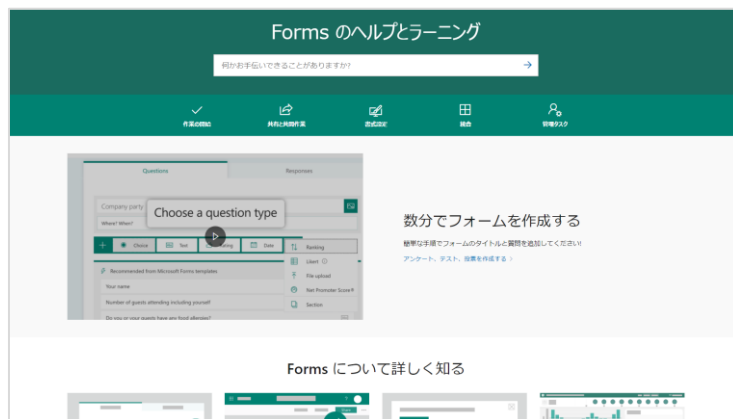 Forms のヘルプとラーニング
何かお手伝いできることがありますか?
作業の開始
共有と共同作業
書式設定
統合
管理タスク
Questions
Responses
Company party
Where? When?
Choose a question type
Choice
Text
Rating
Date
Ranking
Likert
File upload
Net Promoter Score®
Section
Recommended from Microsoft Forms templates
Your name
Number of guests attending including yourself
Do you or your guests have any food allergies?
数分でフォームを作成する
簡単な手順でフォームのタイトルと質問を追加してください!
アンケート、テスト、投票を作成する >
Forms について詳しく知る